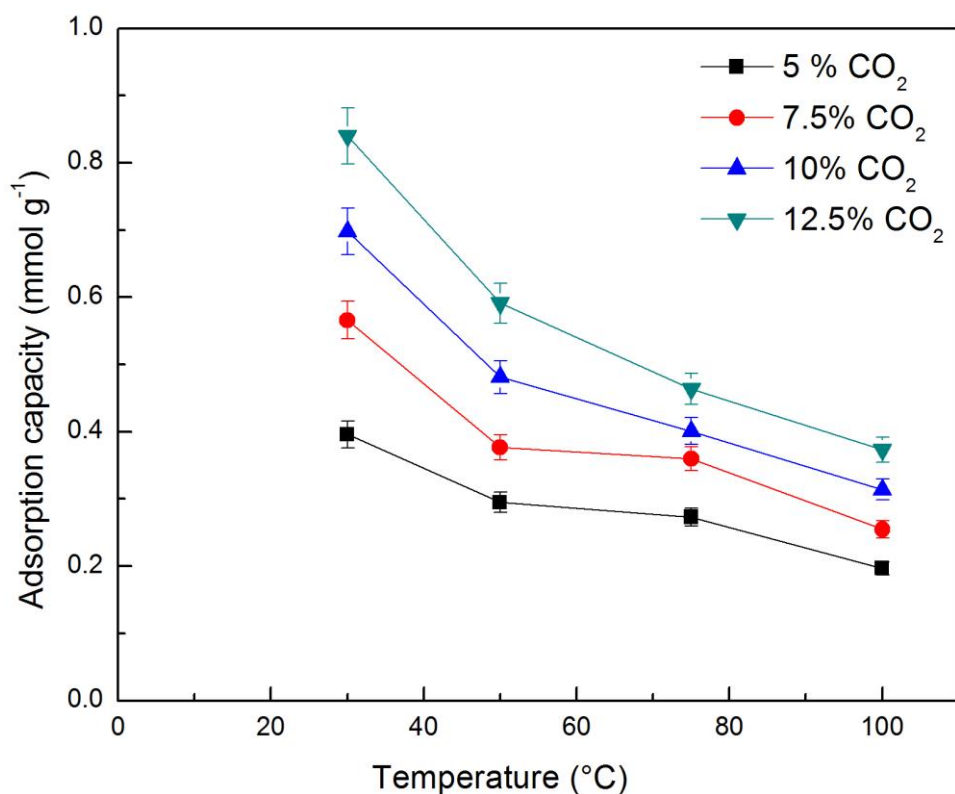 1.0
0.8
0.6
0.4
0.2
0.0
0 20 40 60 80 100
Adsorption capacity (mmol g⁻¹)
Temperature (°C)
5 % CO₂
7.5% CO₂
10% CO₂
12.5% CO₂